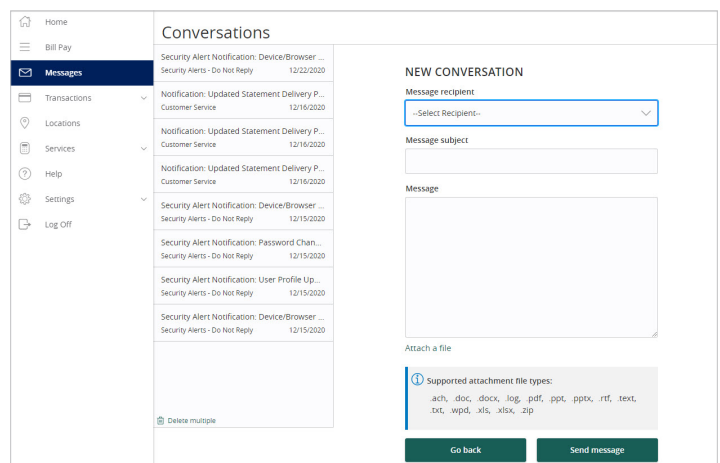 Home
Bill Pay
Messages
Transactions
Locations
Services
Help
Settings
Log Off
Conversations
Security Alert Notification: Device/Browser ...
Security Alerts - Do Not Reply 12/22/2020
Notification: Updated Statement Delivery P...
Customer Service 12/16/2020
Notification: Updated Statement Delivery P...
Customer Service 12/16/2020
Notification: Updated Statement Delivery P...
Customer Service 12/16/2020
Security Alert Notification: Device/Browser ...
Security Alerts - Do Not Reply 12/15/2020
Security Alert Notification: Password Chan...
Security Alerts - Do Not Reply 12/15/2020
Security Alert Notification: User Profile Up...
Security Alerts - Do Not Reply 12/15/2020
Security Alert Notification: Device/Browser ...
Security Alerts - Do Not Reply 12/15/2020
Delete multiple
NEW CONVERSATION
Message recipient
--Select Recipient--
Message subject
Message
Attach a file
Supported attachment file types:
.ach, .doc, .docx, .log, .pdf, .ppt, .pptx, .rtf, .text,
.txt, .wpd, .xls, .xlsx, .zip
Go back
Send message